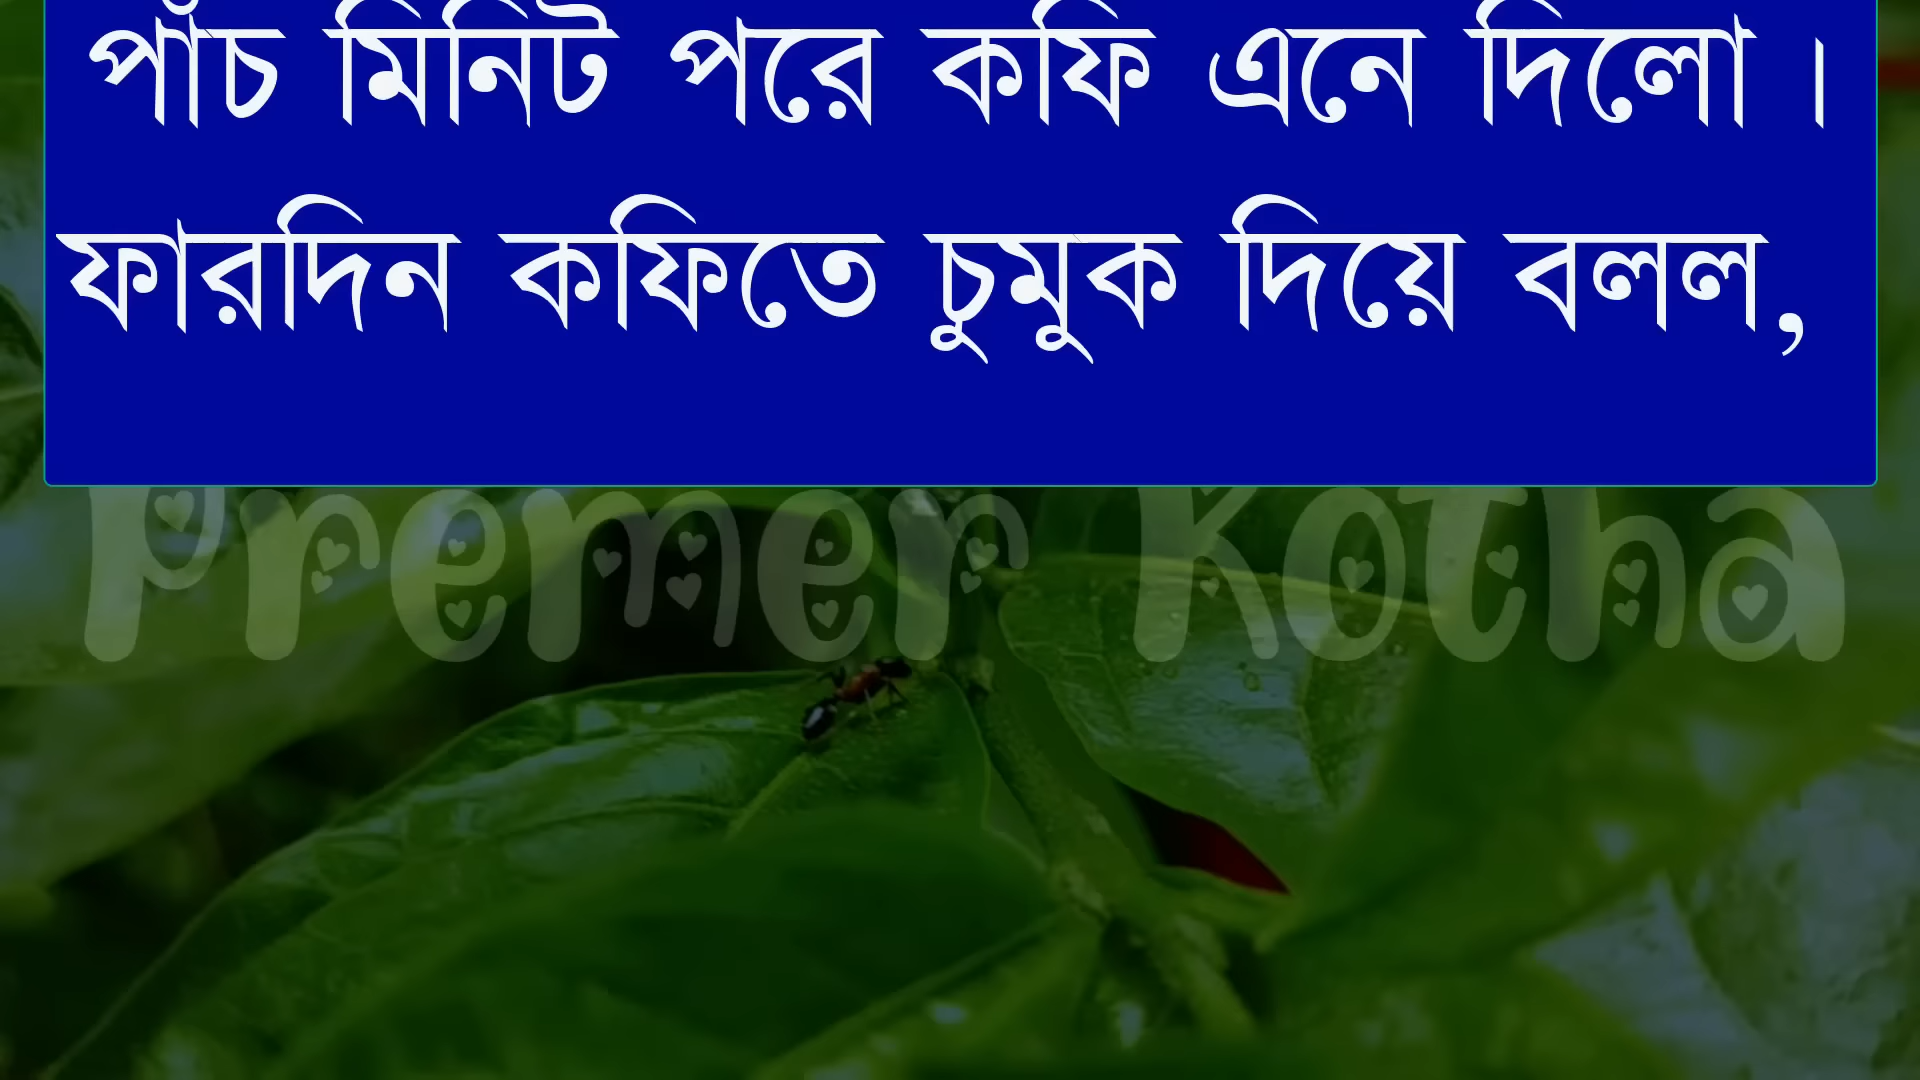 পাঁচ মিনিট পরে কফি এনে দিলো।
ফারদিন কফিতে চুমুক দিয়ে বলল,
Premer Kotha